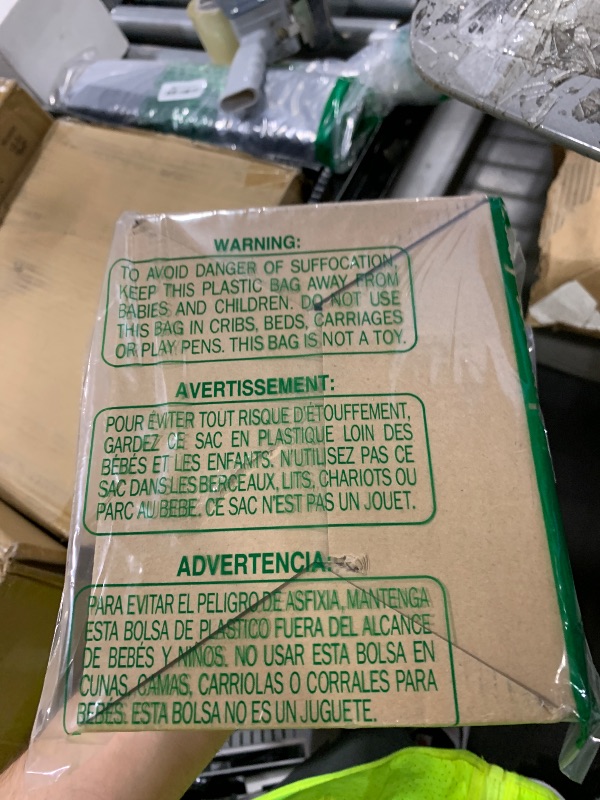 WARNING:
TO AVOID DANGER OF SUFFOCATION,
KEEP THIS PLASTIC BAG AWAY FROM
BABIES AND CHILDREN. DO NOT USE
THIS BAG IN CRIBS, BEDS, CARRIAGES
OR PLAY PENS. THIS BAG IS NOT A TOY.
AVERTISSEMENT:
POUR ÉVITER TOUT RISQUE D'ÉTOUFFEMENT,
GARDEZ CE SAC EN PLASTIQUE LOIN DES
BÉBÉS ET LES ENFANTS. N'UTILISEZ PAS CE
SAC DANS LES BERCEAUX, LITS, CHARIOTS OU
PARC AU BEBE. CE SAC N'EST PAS UN JOUET.
ADVERTENCIA:
PARA EVITAR EL PELIGRO DE ASFIXIA, MANTENGA
ESTA BOLSA DE PLASTICO FUERA DEL ALCANCE
DE BEBÉS Y NIÑOS. NO USAR ESTA BOLSA EN
CUNAS, CAMAS, CARRIOLAS O CORRALES PARA
BEBÉS. ESTA BOLSA NO ES UN JUGUETE.